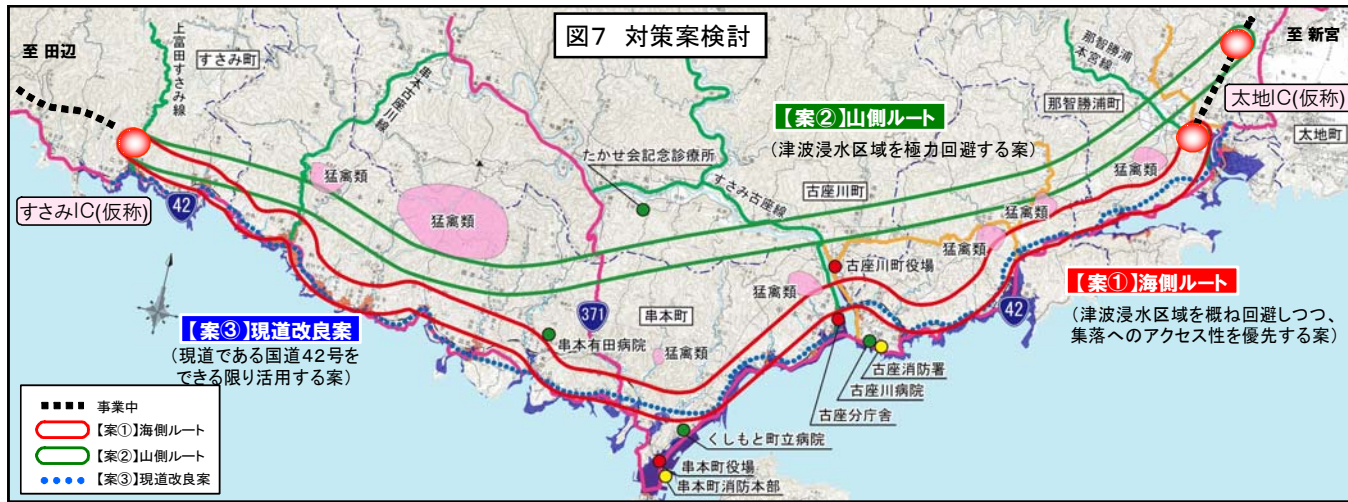 図7 対策案検討
至 田辺
上富田すさみ線
すさみ町
串本古座川線
那智勝浦
本宮線
至 新宮
太地IC(仮称)
那智勝浦町
太地町
【案②】山側ルート
(津波浸水区域を極力回避する案)
たかせ会記念診療所
猛禽類
猛禽類
猛禽類
猛禽類
猛禽類
猛禽類
猛禽類
すさみ古座線
古座川町
すさみIC(仮称)
42
古座川町役場
【案①】海側ルート
(津波浸水区域を概ね回避しつつ、
集落へのアクセス性を優先する案)
42
371
串本町
【案③】現道改良案
(現道である国道42号を
できる限り活用する案)
串本有田病院
古座消防署
古座川病院
古座分庁舎
くしもと町立病院
串本町役場
串本町消防本部
事業中
【案①】海側ルート
【案②】山側ルート
【案③】現道改良案